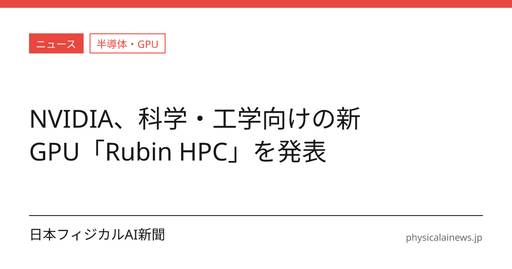 ニュース 半導体・GPU
NVIDIA、科学・工学向けの新
GPU「Rubin HPC」を発表
日本フィジカルAI新聞 physicalainews.jp